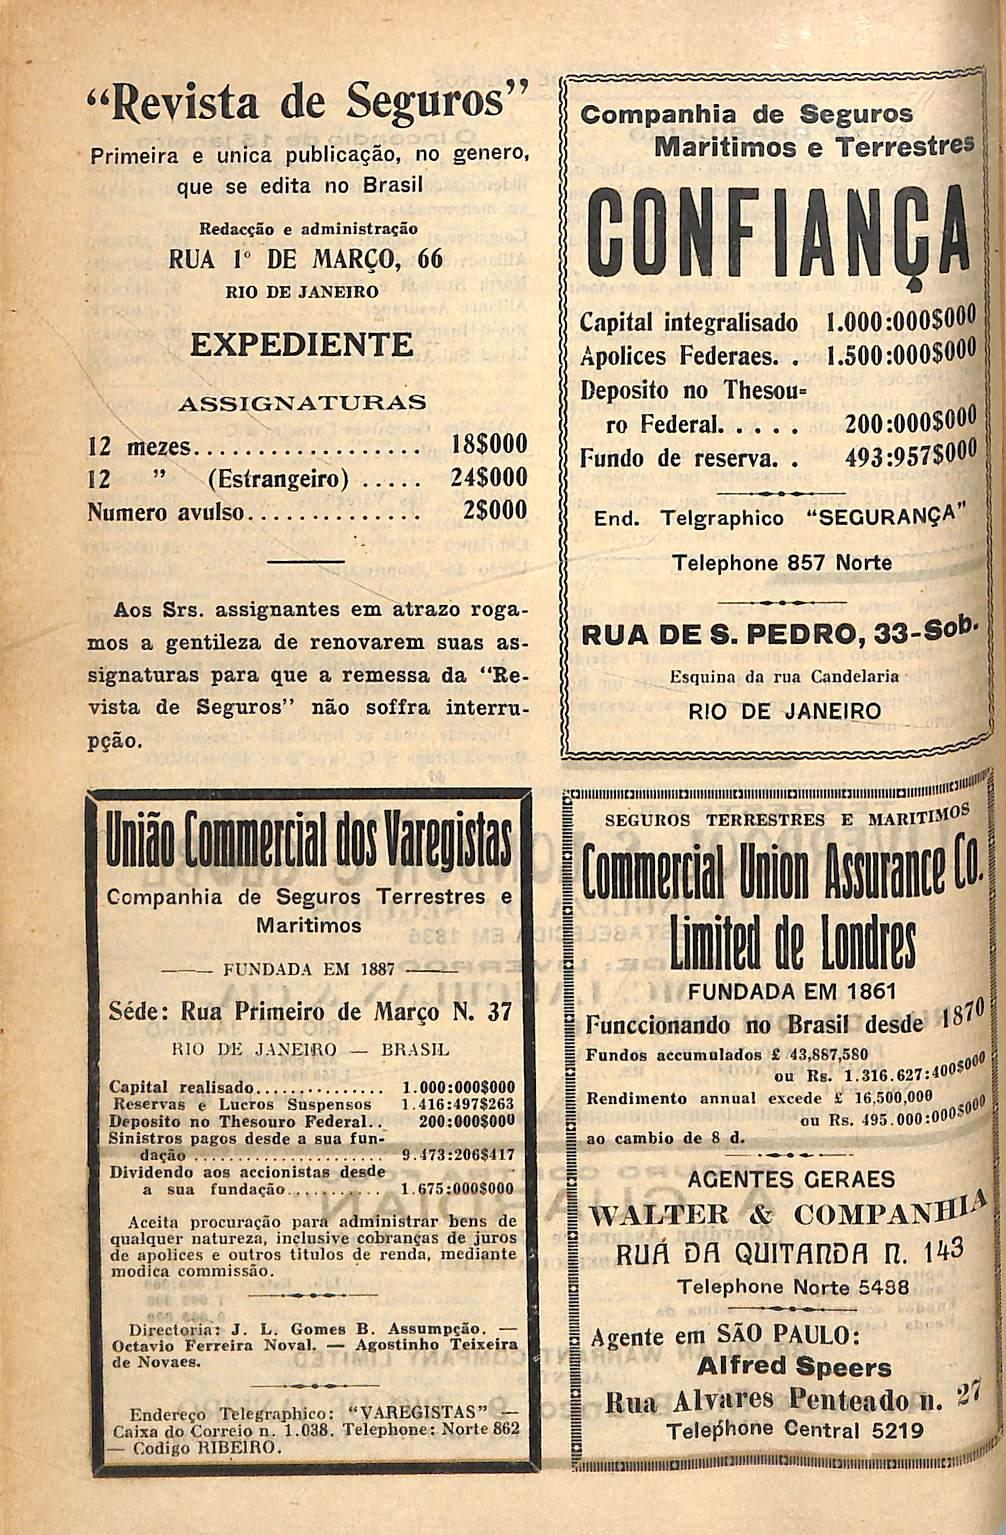 “Revista de Seguros”
Primeira e unica publicação, no genero,
que se edita no Brasil
Redacção e administração
RUA 1º DE MARÇO, 66
RIO DE JANEIRO
EXPEDIENTE
ASSIGNATURAS
12 mezes.................. 18$000
12 ” (Estrangeiro) ..... 24$000
Numero avulso.............. 2$000
Aos Srs. assignantes em atrazo roga-
mos a gentileza de renovarem suas as-
signaturas para que a remessa da “Re-
vista de Seguros” não soffra interru-
pção.
Companhia de Seguros
Maritimos e Terrestres
CONFIANÇA
Capital integralisado 1.000:000$000
Apolices Federaes. . 1.500:000$000
Deposito no Thesou=
ro Federal. . . . . 200:000$000
Fundo de reserva. . 493:957$000
End. Telgraphico “SEGURANÇA”
Telephone 857 Norte
RUA DE S. PEDRO, 33-Sob.
Esquina da rua Candelaria
RIO DE JANEIRO
União Commercial dos Varegistas
Companhia de Seguros Terrestres e
Maritimos
FUNDADA EM 1887
Séde: Rua Primeiro de Março N. 37
RIO DE JANEIRO — BRASIL
Capital realisado............... 1.000:000$000
Reservas e Lucros Suspensos 1.416:497$263
Deposito no Thesouro Federal.. 200:000$000
Sinistros pagos desde a sua fun-
dação ...................... 9.473:206$417
Dividendo aos accionistas desde
a sua fundação........... 1.675:000$000
Aceita procuração para administrar bens de
qualquer natureza, inclusive cobranças de juros
de apolices e outros titulos de renda, mediante
modica commissão.
Directoria: J. L. Gomes B. Assumpção. —
Octavio Ferreira Noval. — Agostinho Teixeira
de Novaes.
Endereço Telegraphico: “VAREGISTAS” —
Caixa do Correio n. 1.038. Telephone: Norte 862
— Codigo RIBEIRO.
SEGUROS TERRESTRES E MARITIMOS
Commercial Union Assurance Co.
Limited de Londres
FUNDADA EM 1861
Funccionando no Brasil desde 1870
Fundos accumulados £ 43,887,580
ou Rs. 1.316.627:400$000
Rendimento annual excede £ 16,500,000
ou Rs. 495.000:000$000
ao cambio de 8 d.
AGENTES GERAES
WALTER & COMPANHIA
RUA DA QUITANDA N. 143
Telephone Norte 5488
Agente em SÃO PAULO:
Alfred Speers
Rua Alvares Penteado n. 27
Telephone Central 5219